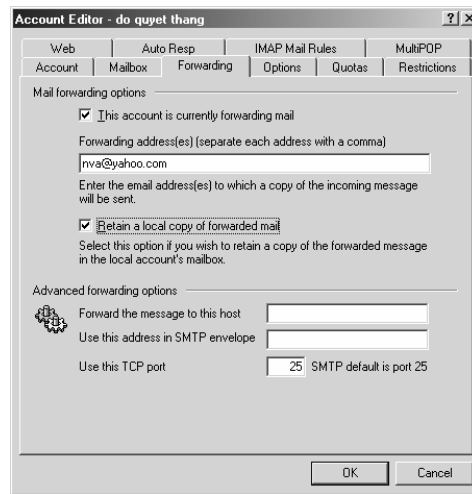 Account Editor - do quyet thang
Web Auto Resp IMAP Mail Rules MultiPOP
Account Mailbox Forwarding Options Quotas Restrictions
Mail forwarding options
This account is currently forwarding mail
Forwarding address(es) (separate each address with a comma)
nva@yahoo.com
Enter the email address(es) to which a copy of the incoming message
will be sent.
Retain a local copy of forwarded mail
Select this option if you wish to retain a copy of the forwarded message
in the local account's mailbox.
Advanced forwarding options
Forward the message to this host
Use this address in SMTP envelope
Use this TCP port 25 SMTP default is port 25
OK Cancel